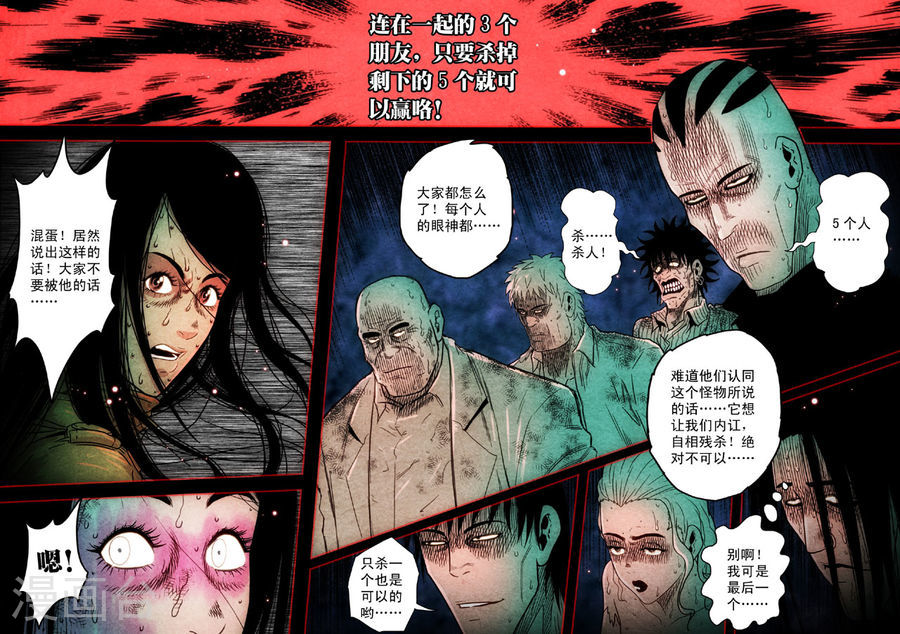 连在一起的3个
朋友，只要杀掉
剩下的5个就可
以赢咯！
混蛋！居然
说出这样的
话！大家不
要被他的话
……
大家都怎么
了！每个人
的眼神都……
杀……
杀人！
5个人
……
难道他们认同
这个怪物所说
的话……它想
让我们内讧，
自相残杀！绝
对不可以……
嗯！
只杀一
个也是
可以的
哟……
别啊！
我可是
最后一
个……
漫画台